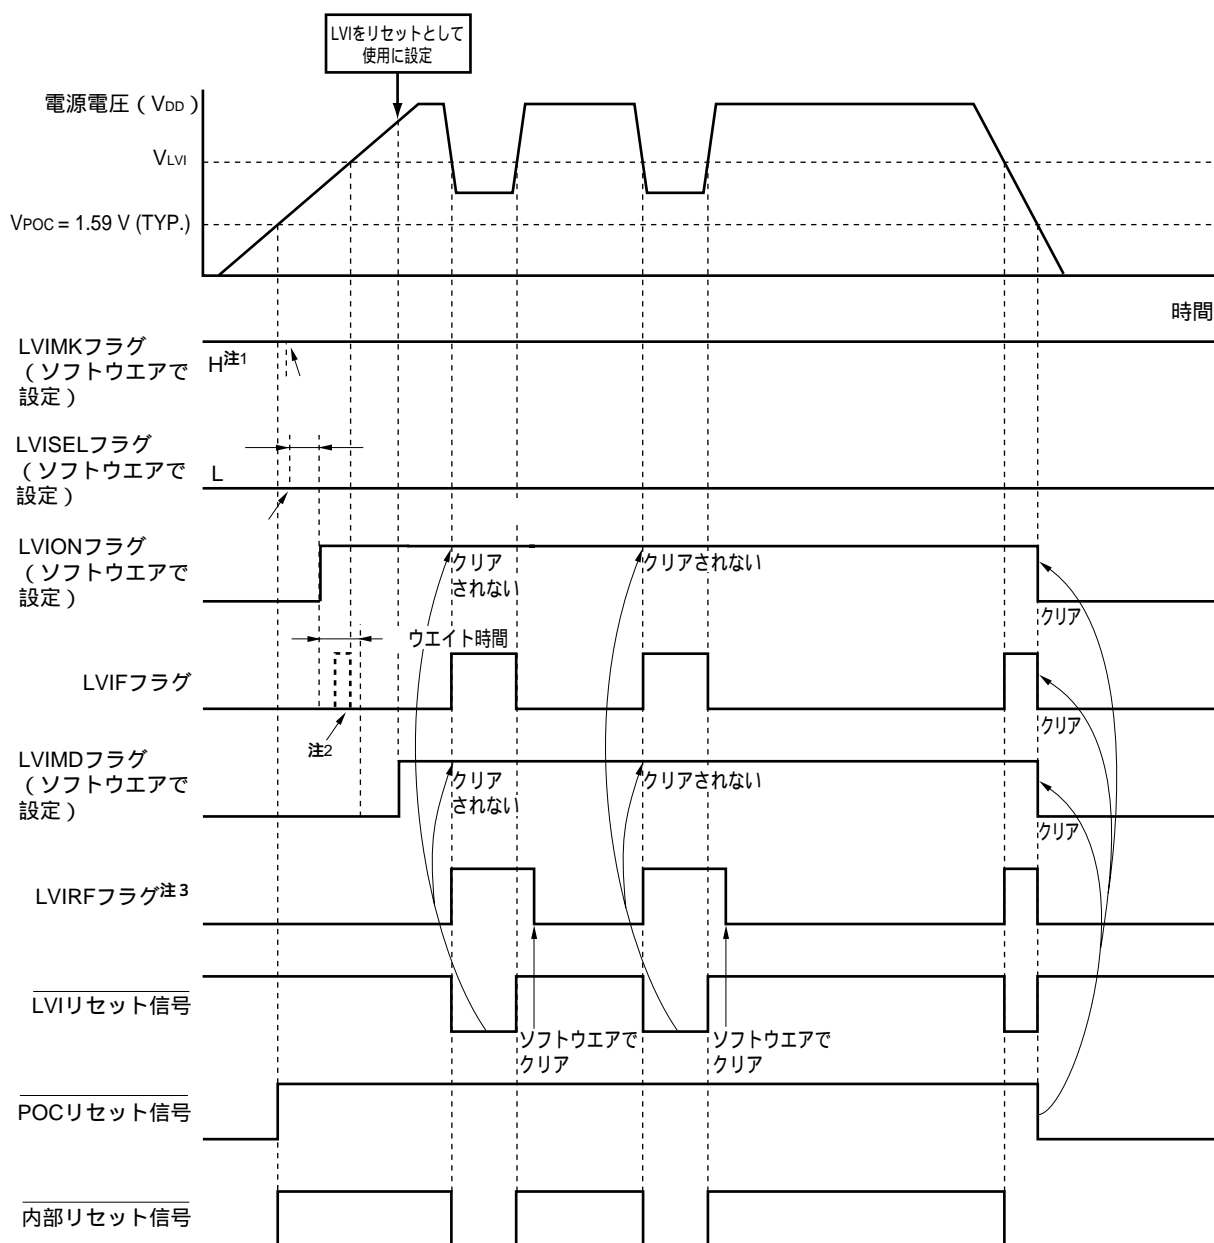 LVIをリセットとして
使用に設定
電源電圧（VDD）
VLVI
VPOC = 1.59 V (TYP.)
時間
LVIMKフラグ
（ソフトウエアで
設定）
H注1
LVISELフラグ
（ソフトウエアで
設定）
L
LVIONフラグ
（ソフトウエアで
設定）
クリア
されない
クリアされない
クリア
ウエイト時間
LVIFフラグ
注2
クリア
LVIMDフラグ
（ソフトウエアで
設定）
クリア
されない
クリアされない
クリア
LVIRFフラグ注3
LVIリセット信号
ソフトウエアで
クリア
ソフトウエアで
クリア
POCリセット信号
内部リセット信号